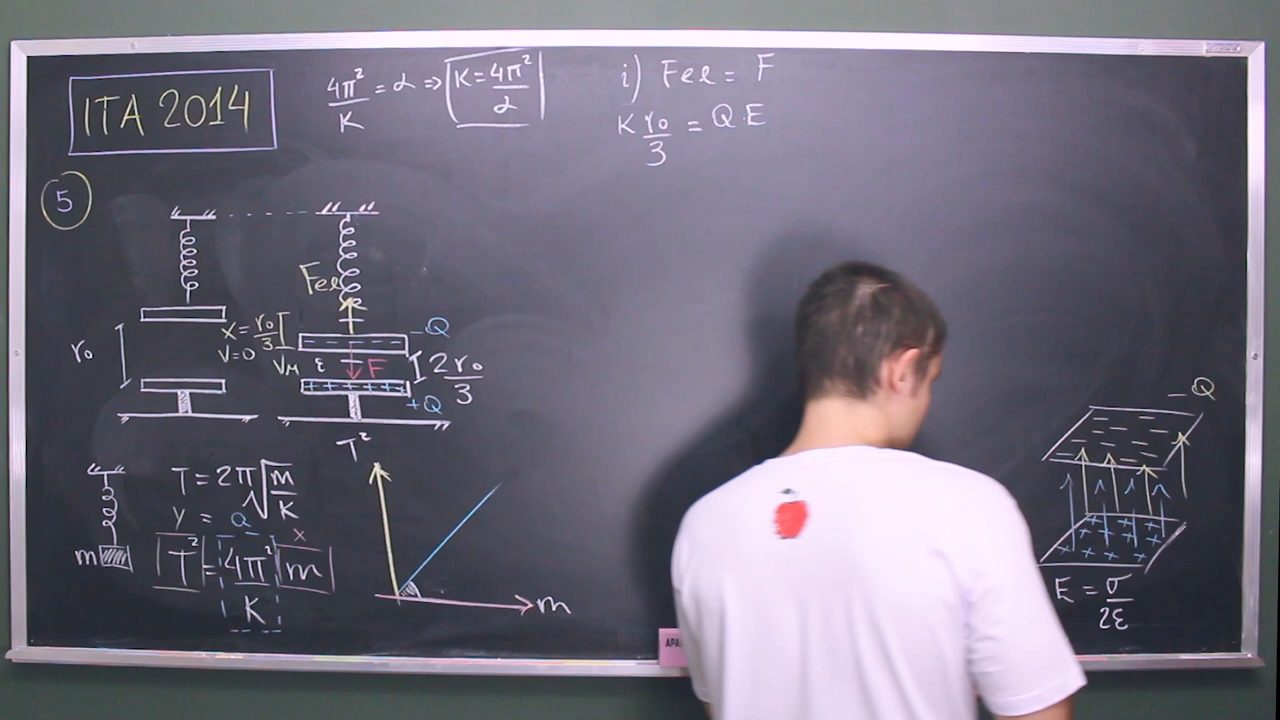 ITA 2014
4π²/K = α ⇒ K = 4π²/α
i) Fel = F
K r₀/3 = Q·E
5
Fel
r₀
x = r₀/3
V=0
VM
ε
F
−Q
2r₀/3
+Q
T = 2π√(m/K)
y = a x
T² = 4π²/K m
m
T²
m
−Q
E = σ/2ε